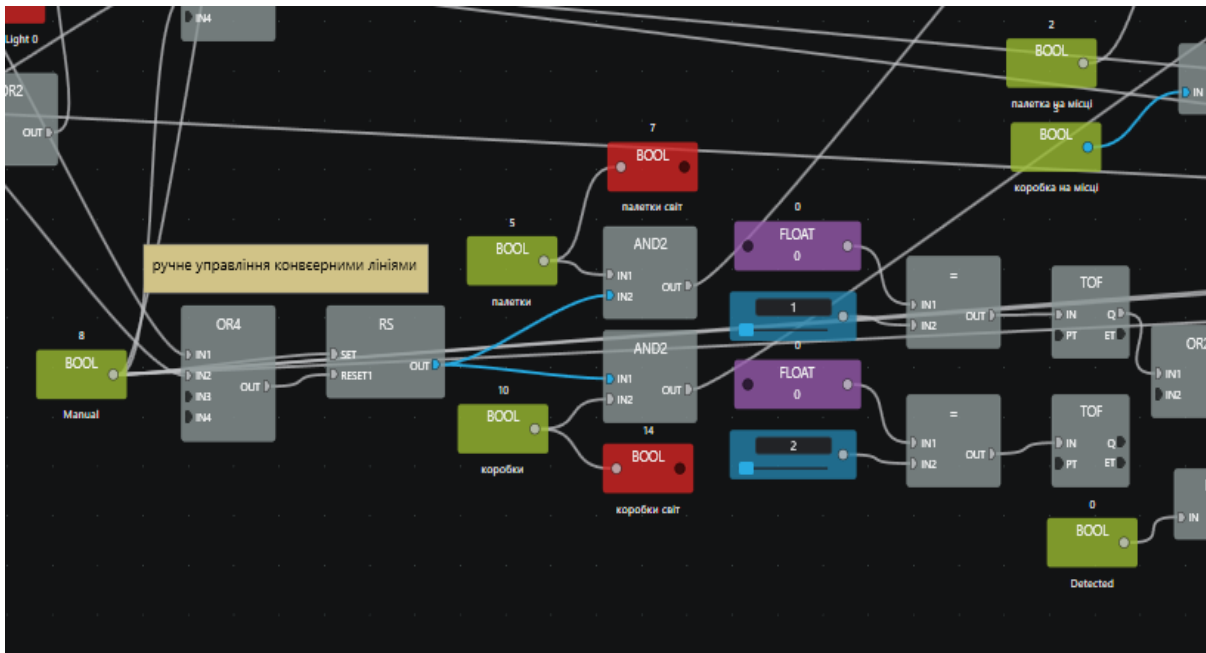 IN4
Light 0
OR2
OUT
2
BOOL
палетка на місці
BOOL
коробка на місці
IN
7
BOOL
палетки світ
5
BOOL
палетки
AND2
IN1
IN2
OUT
0
FLOAT
0
1
=
IN1
IN2
OUT
TOF
IN
Q
PT
ET
ручне управління конвєерними лініями
8
BOOL
Manual
OR4
IN1
IN2
IN3
IN4
OUT
RS
SET
RESET1
OUT
AND2
IN1
IN2
OUT
10
BOOL
коробки
14
BOOL
коробки світ
0
FLOAT
0
2
=
IN1
IN2
OUT
TOF
IN
Q
PT
ET
OR2
IN1
IN2
0
BOOL
Detected
IN